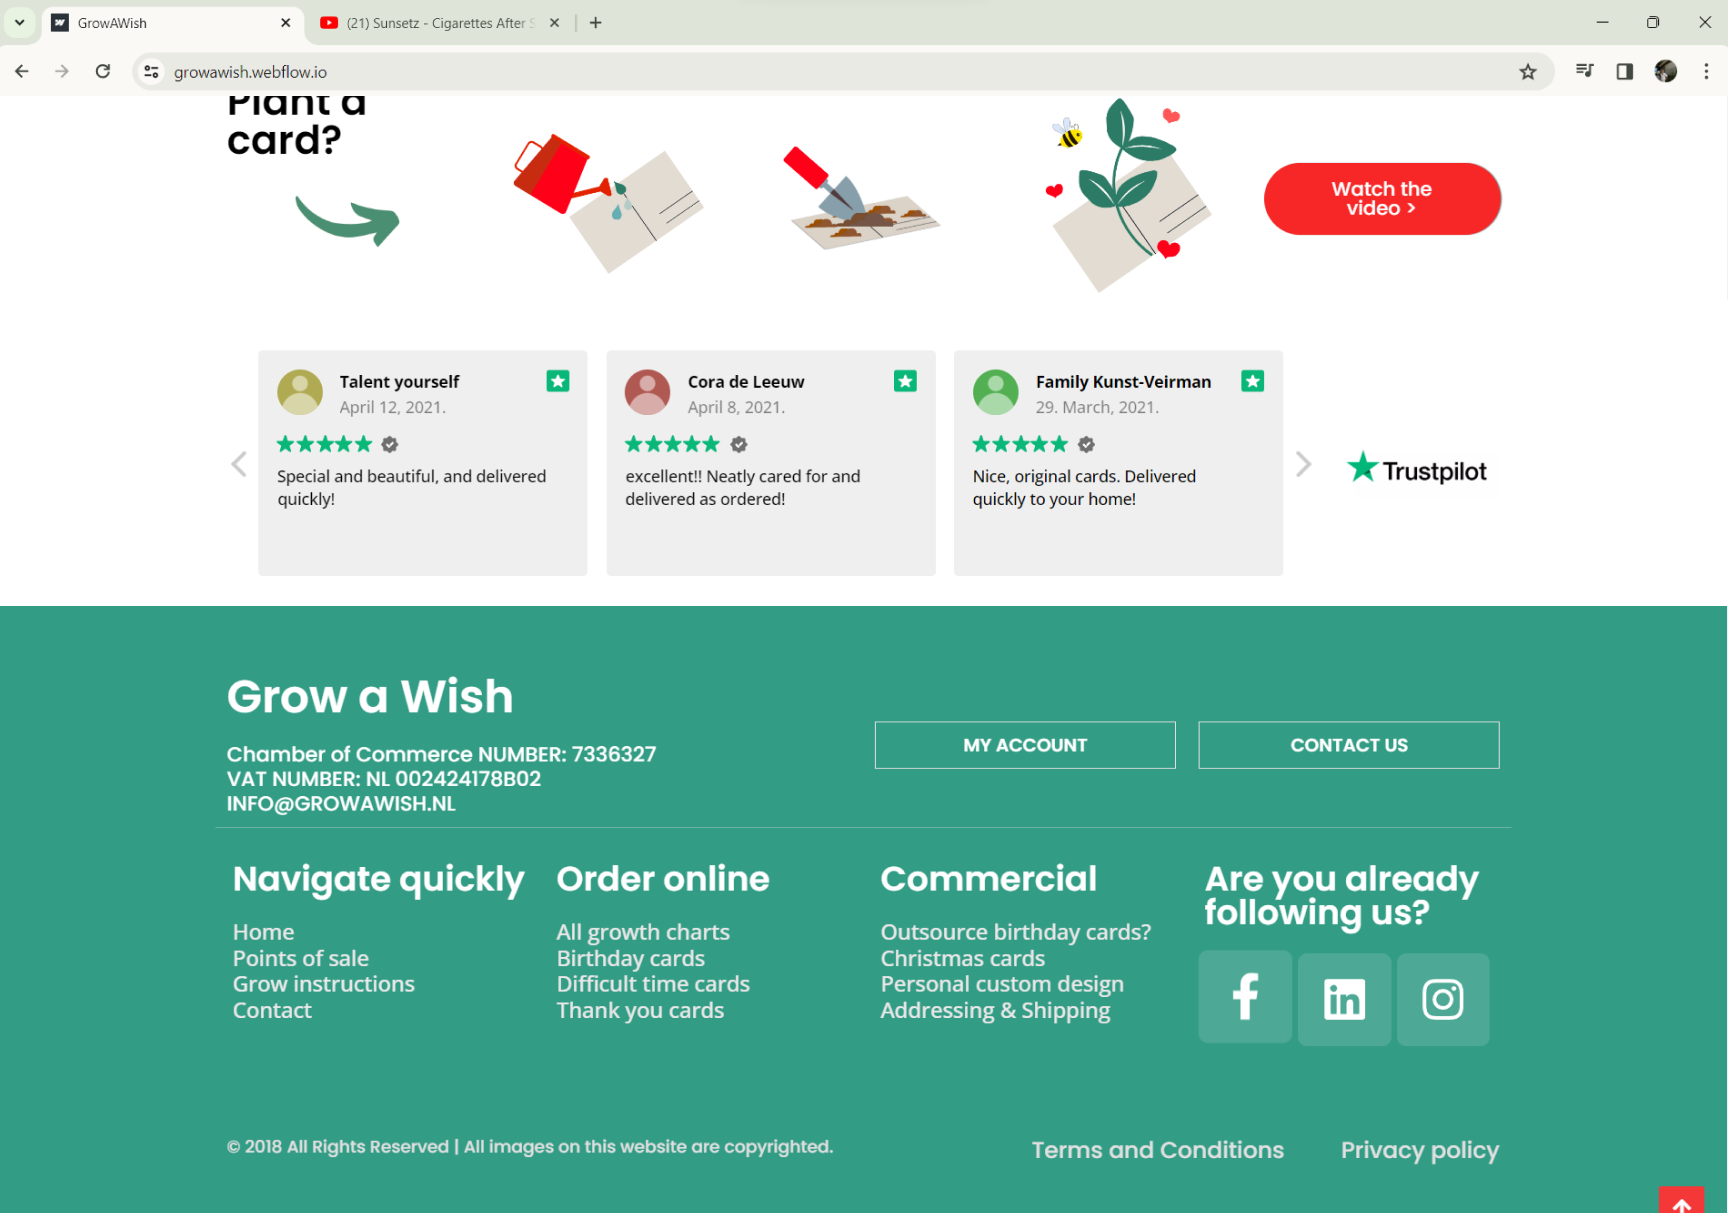 GrowAWish
(21) Sunsetz - Cigarettes After S
growawish.webflow.io
Plant a
card?
Watch the
video >
Talent yourself
April 12, 2021.
Special and beautiful, and delivered
quickly!
Cora de Leeuw
April 8, 2021.
excellent!! Neatly cared for and
delivered as ordered!
Family Kunst-Veirman
29. March, 2021.
Nice, original cards. Delivered
quickly to your home!
Trustpilot
Grow a Wish
Chamber of Commerce NUMBER: 7336327
VAT NUMBER: NL 002424178B02
INFO@GROWAWISH.NL
MY ACCOUNT
CONTACT US
Navigate quickly
Home
Points of sale
Grow instructions
Contact
Order online
All growth charts
Birthday cards
Difficult time cards
Thank you cards
Commercial
Outsource birthday cards?
Christmas cards
Personal custom design
Addressing & Shipping
Are you already
following us?
© 2018 All Rights Reserved | All images on this website are copyrighted.
Terms and Conditions
Privacy policy